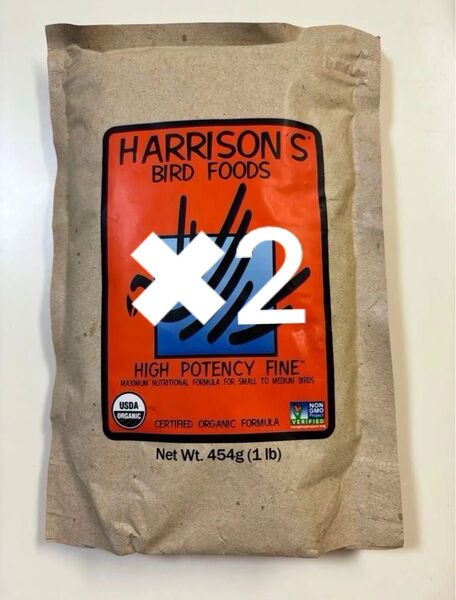 HARRISON'S™
BIRD FOODS
✖2
HIGH POTENCY FINE™
MAXIMUM NUTRITIONAL FORMULA FOR SMALL TO MEDIUM BIRDS
USDA
ORGANIC
CERTIFIED ORGANIC FORMULA
NON
GMO
Project
VERIFIED
Net Wt. 454g (1 lb)